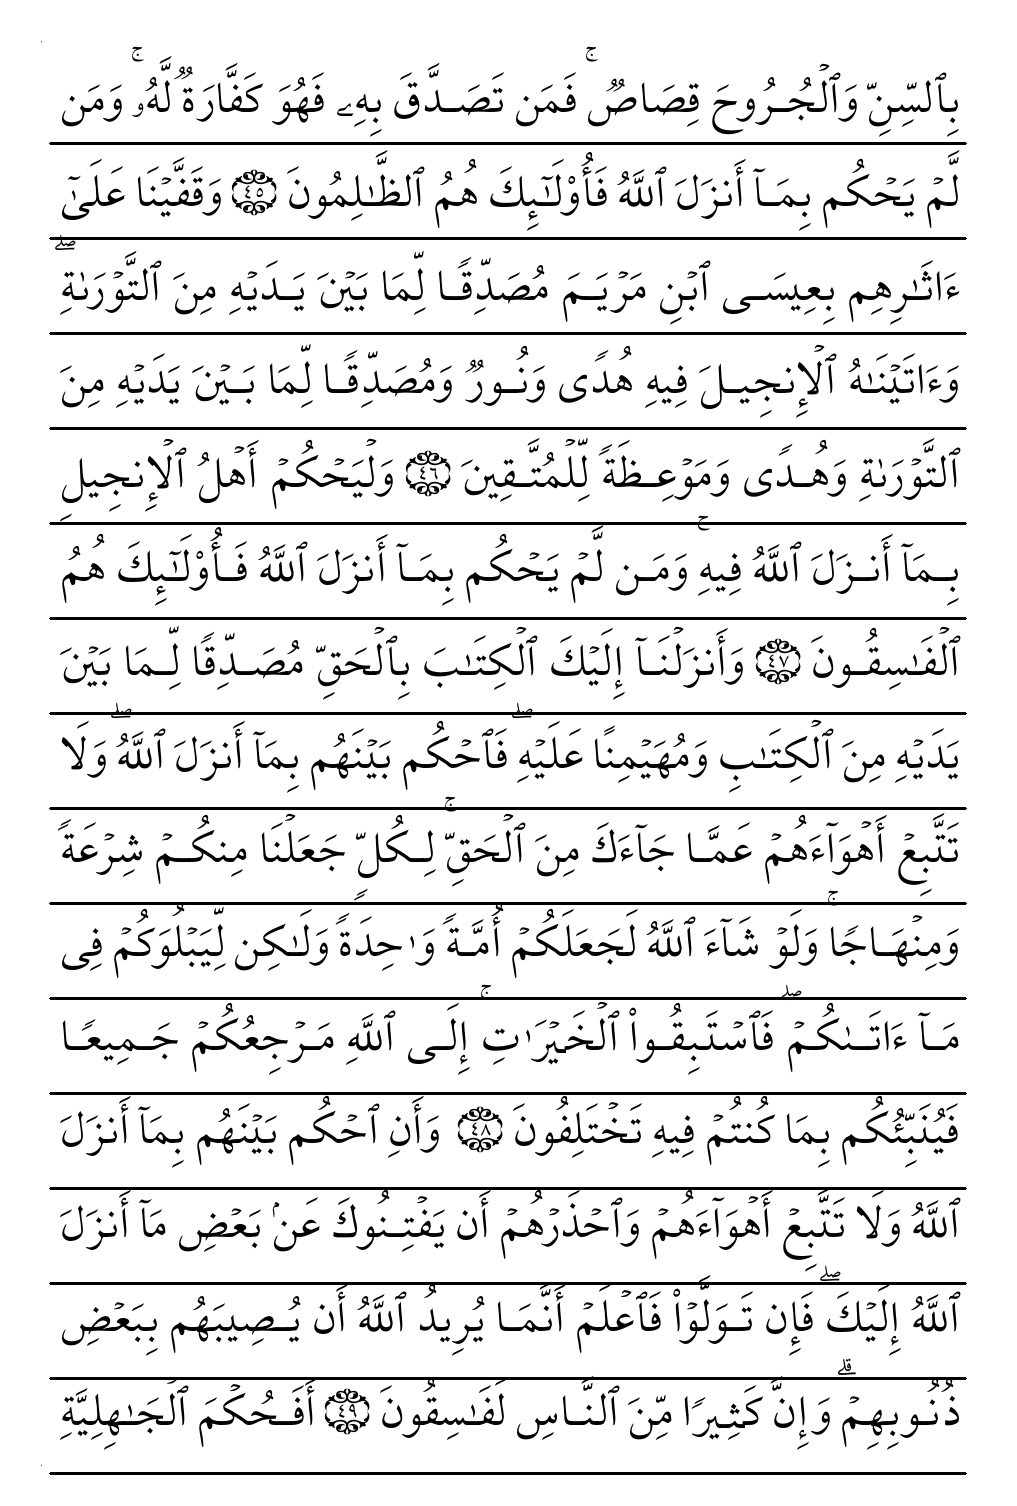 بِٱلسِّنِّ وَٱلۡجُرُوحَ قِصَاصٞۚ فَمَن تَصَدَّقَ بِهِۦ فَهُوَ كَفَّارَةٞ لَّهُۥۚ وَمَن
لَّمۡ يَحۡكُم بِمَآ أَنزَلَ ٱللَّهُ فَأُوْلَـٰٓئِكَ هُمُ ٱلظَّـٰلِمُونَ ٤٥ وَقَفَّيۡنَا عَلَىٰٓ
ءَاثَـٰرِهِم بِعِيسَى ٱبۡنِ مَرۡيَمَ مُصَدِّقٗا لِّمَا بَيۡنَ يَدَيۡهِ مِنَ ٱلتَّوۡرَىٰةِۖ
وَءَاتَيۡنَـٰهُ ٱلۡإِنجِيلَ فِيهِ هُدٗى وَنُورٞ وَمُصَدِّقٗا لِّمَا بَيۡنَ يَدَيۡهِ مِنَ
ٱلتَّوۡرَىٰةِ وَهُدٗى وَمَوۡعِظَةٗ لِّلۡمُتَّقِينَ ٤٦ وَلۡيَحۡكُمۡ أَهۡلُ ٱلۡإِنجِيلِ
بِمَآ أَنزَلَ ٱللَّهُ فِيهِۚ وَمَن لَّمۡ يَحۡكُم بِمَآ أَنزَلَ ٱللَّهُ فَأُوْلَـٰٓئِكَ هُمُ
ٱلۡفَـٰسِقُونَ ٤٧ وَأَنزَلۡنَآ إِلَيۡكَ ٱلۡكِتَـٰبَ بِٱلۡحَقِّ مُصَدِّقٗا لِّمَا بَيۡنَ
يَدَيۡهِ مِنَ ٱلۡكِتَـٰبِ وَمُهَيۡمِنًا عَلَيۡهِۖ فَٱحۡكُم بَيۡنَهُم بِمَآ أَنزَلَ ٱللَّهُۖ وَلَا
تَتَّبِعۡ أَهۡوَآءَهُمۡ عَمَّا جَآءَكَ مِنَ ٱلۡحَقِّۚ لِكُلّٖ جَعَلۡنَا مِنكُمۡ شِرۡعَةٗ
وَمِنۡهَاجٗاۚ وَلَوۡ شَآءَ ٱللَّهُ لَجَعَلَكُمۡ أُمَّةٗ وَٰحِدَةٗ وَلَـٰكِن لِّيَبۡلُوَكُمۡ فِى
مَآ ءَاتَىٰكُمۡۖ فَٱسۡتَبِقُواْ ٱلۡخَيۡرَٰتِۚ إِلَى ٱللَّهِ مَرۡجِعُكُمۡ جَمِيعٗا
فَيُنَبِّئُكُم بِمَا كُنتُمۡ فِيهِ تَخۡتَلِفُونَ ٤٨ وَأَنِ ٱحۡكُم بَيۡنَهُم بِمَآ أَنزَلَ
ٱللَّهُ وَلَا تَتَّبِعۡ أَهۡوَآءَهُمۡ وَٱحۡذَرۡهُمۡ أَن يَفۡتِنُوكَ عَنۢ بَعۡضِ مَآ أَنزَلَ
ٱللَّهُ إِلَيۡكَۖ فَإِن تَوَلَّوۡاْ فَٱعۡلَمۡ أَنَّمَا يُرِيدُ ٱللَّهُ أَن يُصِيبَهُم بِبَعۡضِ
ذُنُوبِهِمۡۗ وَإِنَّ كَثِيرٗا مِّنَ ٱلنَّاسِ لَفَـٰسِقُونَ ٤٩ أَفَحُكۡمَ ٱلۡجَـٰهِلِيَّةِ